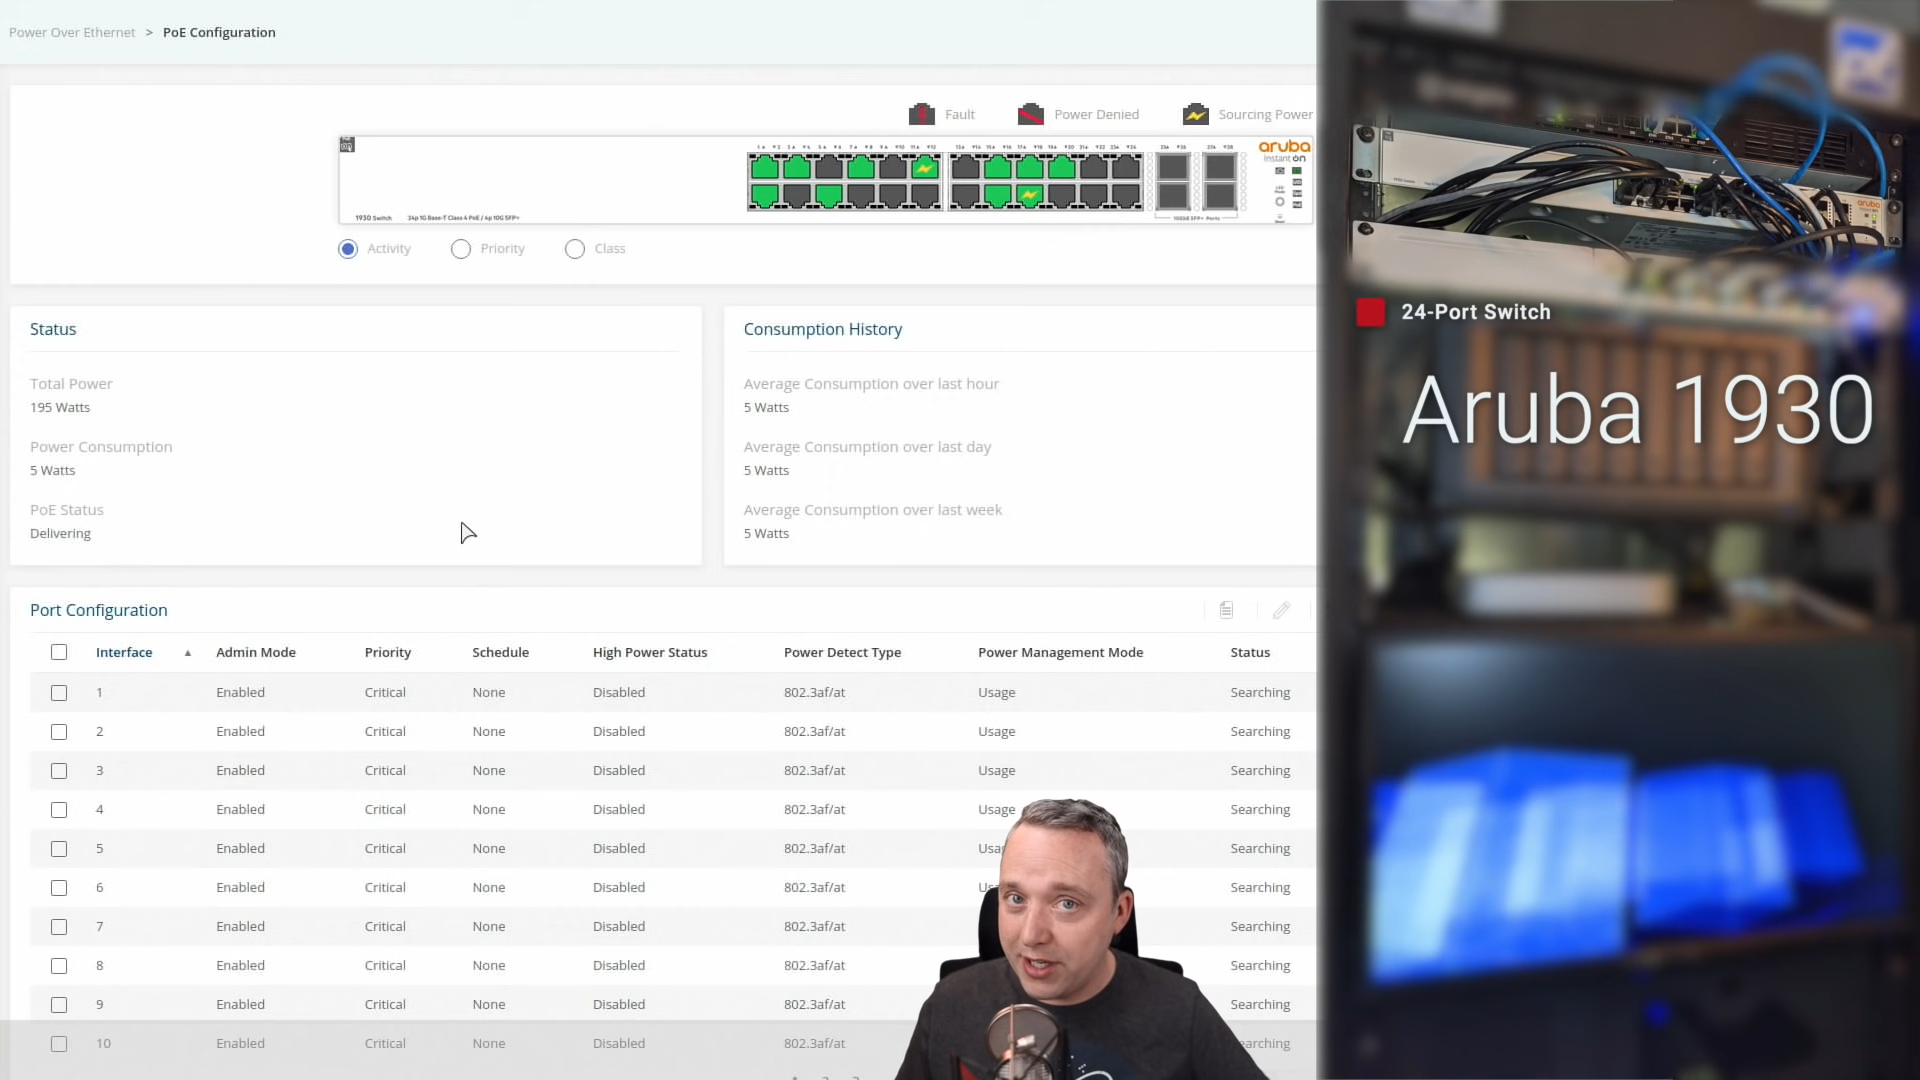 Power Over Ethernet > PoE Configuration
Fault
Power Denied
Sourcing Power
aruba
instant on
1930 Switch
Activity
Priority
Class
Status
Total Power
195 Watts
Power Consumption
5 Watts
PoE Status
Delivering
Consumption History
Average Consumption over last hour
5 Watts
Average Consumption over last day
5 Watts
Average Consumption over last week
5 Watts
Port Configuration
Interface Admin Mode Priority Schedule High Power Status Power Detect Type Power Management Mode Status
1 Enabled Critical None Disabled 802.3af/at Usage Searching
2 Enabled Critical None Disabled 802.3af/at Usage Searching
3 Enabled Critical None Disabled 802.3af/at Usage Searching
4 Enabled Critical None Disabled 802.3af/at Usage Searching
5 Enabled Critical None Disabled 802.3af/at Searching
6 Enabled Critical None Disabled 802.3af/at Searching
7 Enabled Critical None Disabled 802.3af/at Searching
8 Enabled Critical None Disabled 802.3af/at Searching
9 Enabled Critical None Disabled 802.3af/at Searching
10 Enabled Critical None Disabled 802.3af/at
aruba
24-Port Switch
Aruba 1930